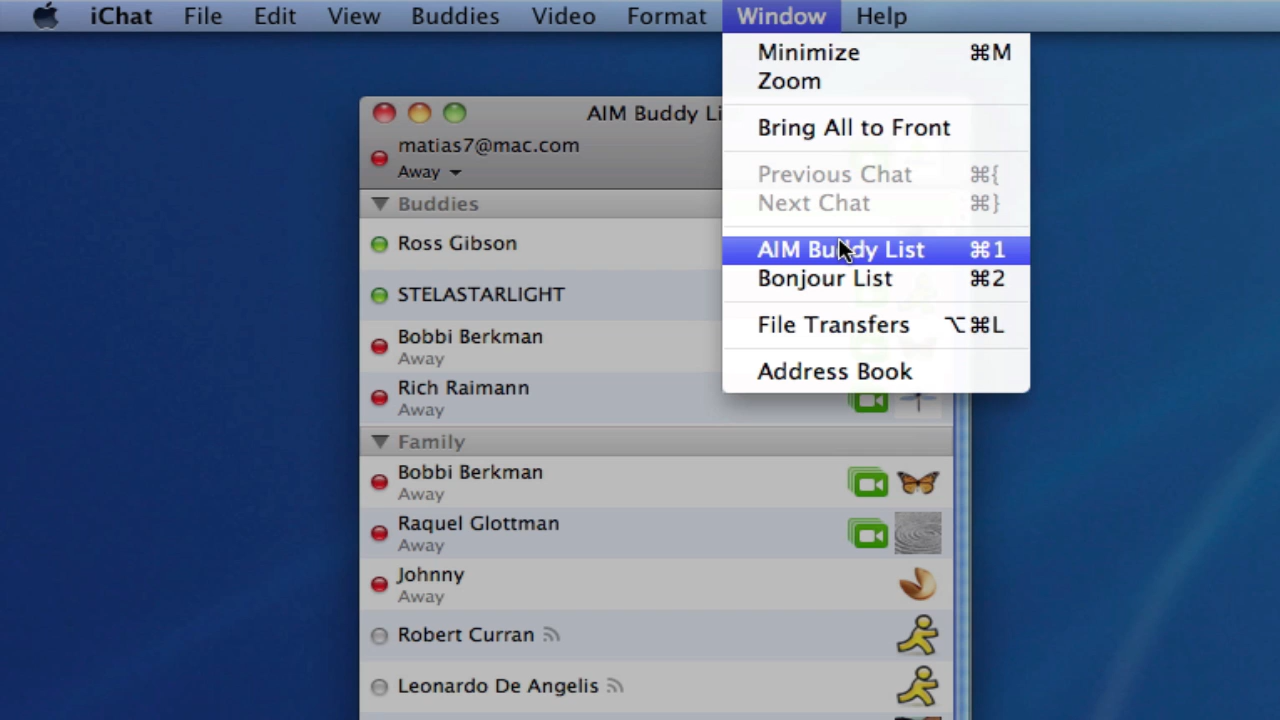 iChat File Edit View Buddies Video Format Window Help
Minimize ⌘M
Zoom
Bring All to Front
Previous Chat ⌘{
Next Chat ⌘}
AIM Buddy List ⌘1
Bonjour List ⌘2
File Transfers ⌥⌘L
Address Book
AIM Buddy Li
matias7@mac.com
Away
Buddies
Ross Gibson
STELASTARLIGHT
Bobbi Berkman
Away
Rich Raimann
Away
Family
Bobbi Berkman
Away
Raquel Glottman
Away
Johnny
Away
Robert Curran
Leonardo De Angelis